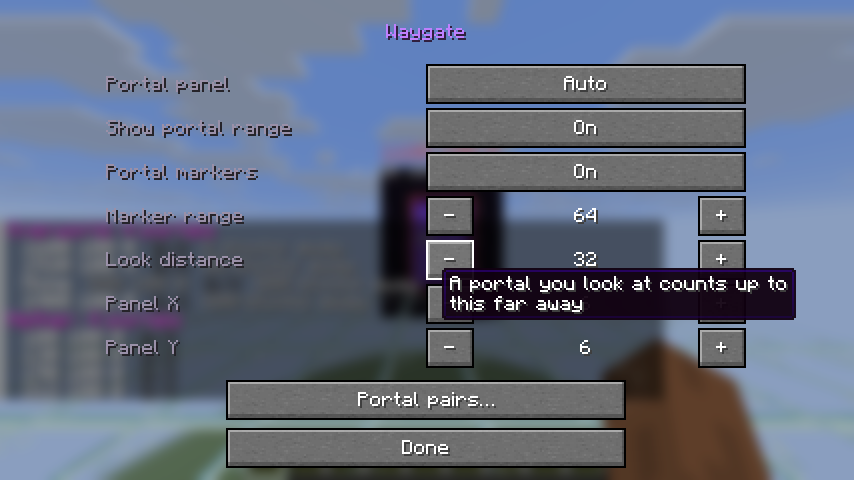 Waygate
Portal panel
Auto
Show portal range
On
Portal markers
On
Marker range
-
64
+
Look distance
-
32
+
A portal you look at counts up to
this far away
Panel X
Panel Y
-
6
+
Portal pairs...
Done